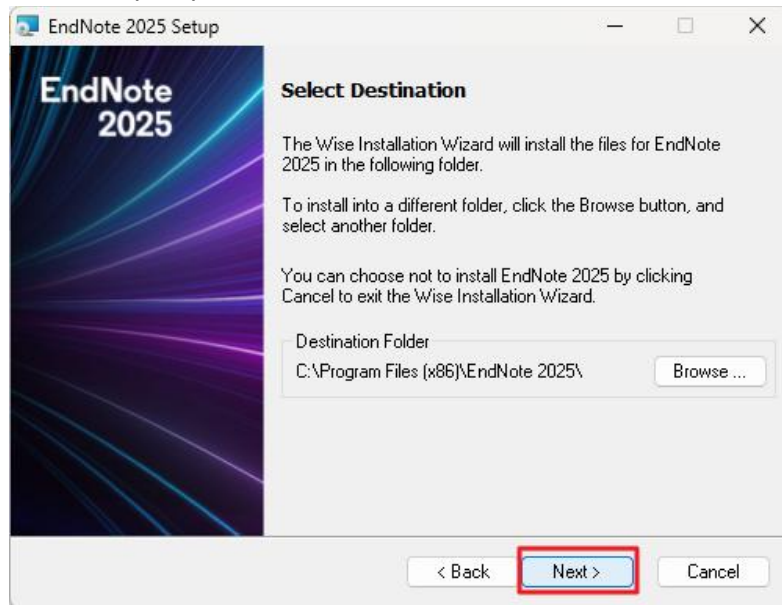 EndNote 2025 Setup
EndNote
2025
Select Destination
The Wise Installation Wizard will install the files for EndNote
2025 in the following folder.
To install into a different folder, click the Browse button, and
select another folder.
You can choose not to install EndNote 2025 by clicking
Cancel to exit the Wise Installation Wizard.
Destination Folder
C:\Program Files (x86)\EndNote 2025\
Browse ...
< Back
Next >
Cancel